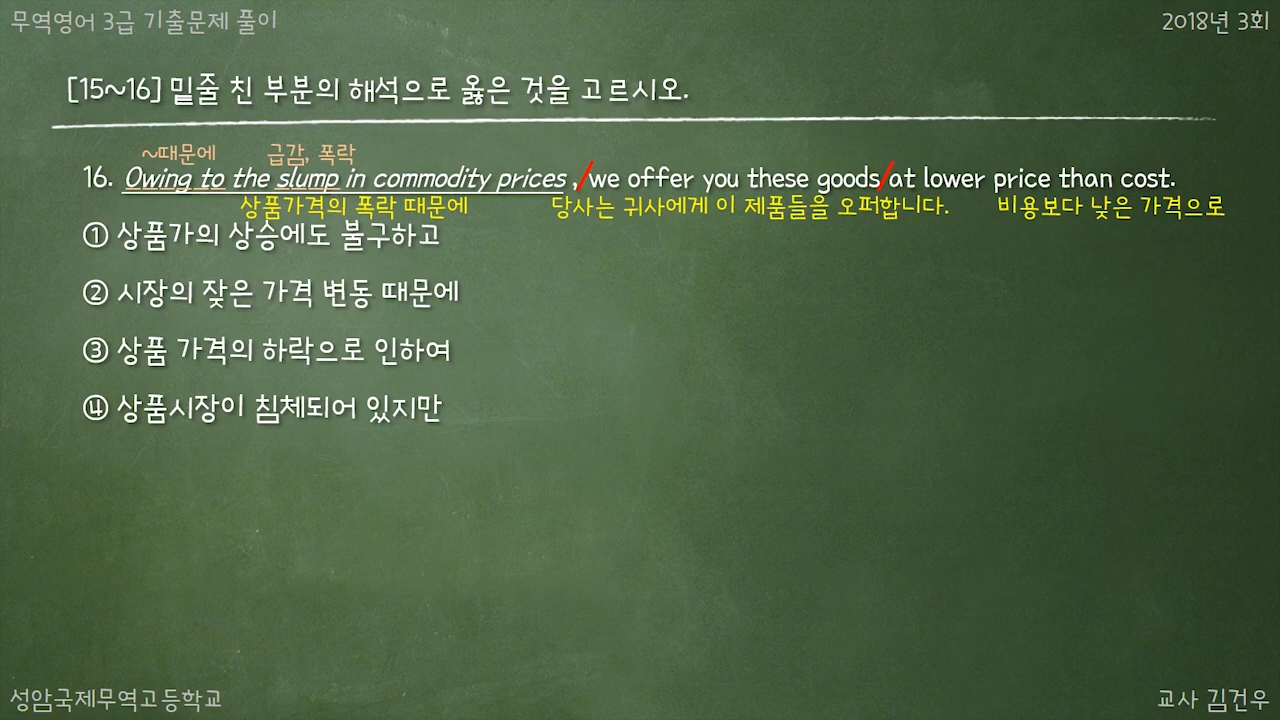 무역영어 3급 기출문제 풀이
2018년 3회
[15~16] 밑줄 친 부분의 해석으로 옳은 것을 고르시오.
~때문에 급감, 폭락
16. Owing to the slump in commodity prices , we offer you these goods at lower price than cost.
상품가격의 폭락 때문에 당사는 귀사에게 이 제품들을 오퍼합니다. 비용보다 낮은 가격으로
① 상품가의 상승에도 불구하고
② 시장의 잦은 가격 변동 때문에
③ 상품 가격의 하락으로 인하여
④ 상품시장이 침체되어 있지만
성암국제무역고등학교
교사 김건우